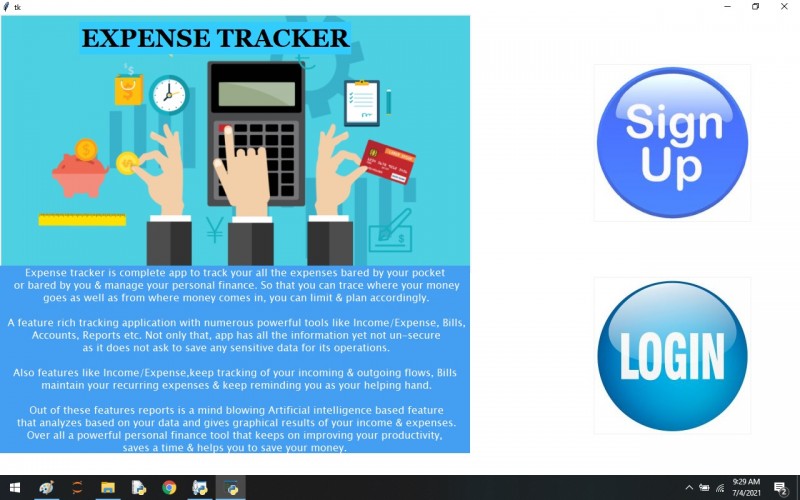 tk
EXPENSE TRACKER
Sign
Up
Expense tracker is complete app to track your all the expenses bared by your pocket
or bared by you & manage your personal finance. So that you can trace where your money
goes as well as from where money comes in, you can limit & plan accordingly.
A feature rich tracking application with numerous powerful tools like Income/Expense, Bills,
Accounts, Reports etc. Not only that, app has all the information yet not un-secure
as it does not ask to save any sensitive data for its operations.
Also features like Income/Expense,keep tracking of your incoming & outgoing flows, Bills
maintain your recurring expenses & keep reminding you as your helping hand.
Out of these features reports is a mind blowing Artificial intelligence based feature
that analyzes based on your data and gives graphical results of your income & expenses.
Over all a powerful personal finance tool that keeps on improving your productivity,
saves a time & helps you to save your money.
LOGIN
9:29 AM
7/4/2021
2